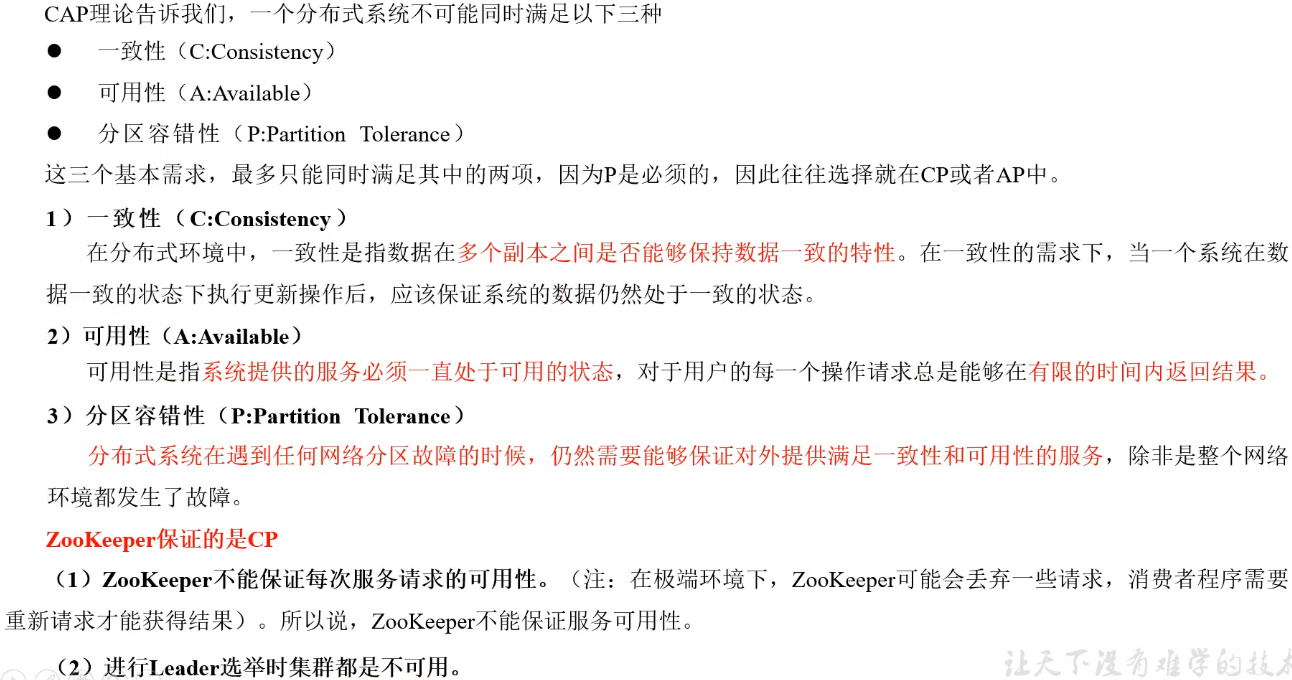 CAP理论告诉我们，一个分布式系统不可能同时满足以下三种
● 一致性（C:Consistency）
● 可用性（A:Available）
● 分区容错性（P:Partition Tolerance）
这三个基本需求，最多只能同时满足其中的两项，因为P是必须的，因此往往选择就在CP或者AP中。
1）一致性（C:Consistency）
在分布式环境中，一致性是指数据在多个副本之间是否能够保持数据一致的特性。在一致性的需求下，当一个系统在数
据一致的状态下执行更新操作后，应该保证系统的数据仍然处于一致的状态。
2）可用性（A:Available）
可用性是指系统提供的服务必须一直处于可用的状态，对于用户的每一个操作请求总是能够在有限的时间内返回结果。
3）分区容错性（P:Partition Tolerance）
分布式系统在遇到任何网络分区故障的时候，仍然需要能够保证对外提供满足一致性和可用性的服务，除非是整个网络
环境都发生了故障。
ZooKeeper保证的是CP
（1）ZooKeeper不能保证每次服务请求的可用性。（注：在极端环境下，ZooKeeper可能会丢弃一些请求，消费者程序需要
重新请求才能获得结果）。所以说，ZooKeeper不能保证服务可用性。
（2）进行Leader选举时集群都是不可用。
让天下没有难学的技术